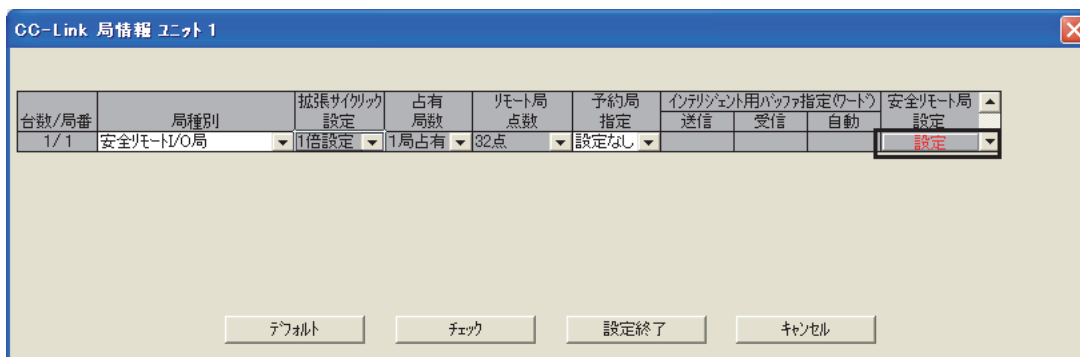 CC-Link 局情報 ユニット1
拡張サイクリック 占有 リモート局 予約局 インテリジェント用バッファ指定(ワード) 安全リモート局
台数/局番 局種別 設定 局数 点数 指定 送信 受信 自動 設定
1/1 安全リモートI/O局 1倍設定 1局占有 32点 設定なし 設定
デフォルト チェック 設定終了 キャンセル